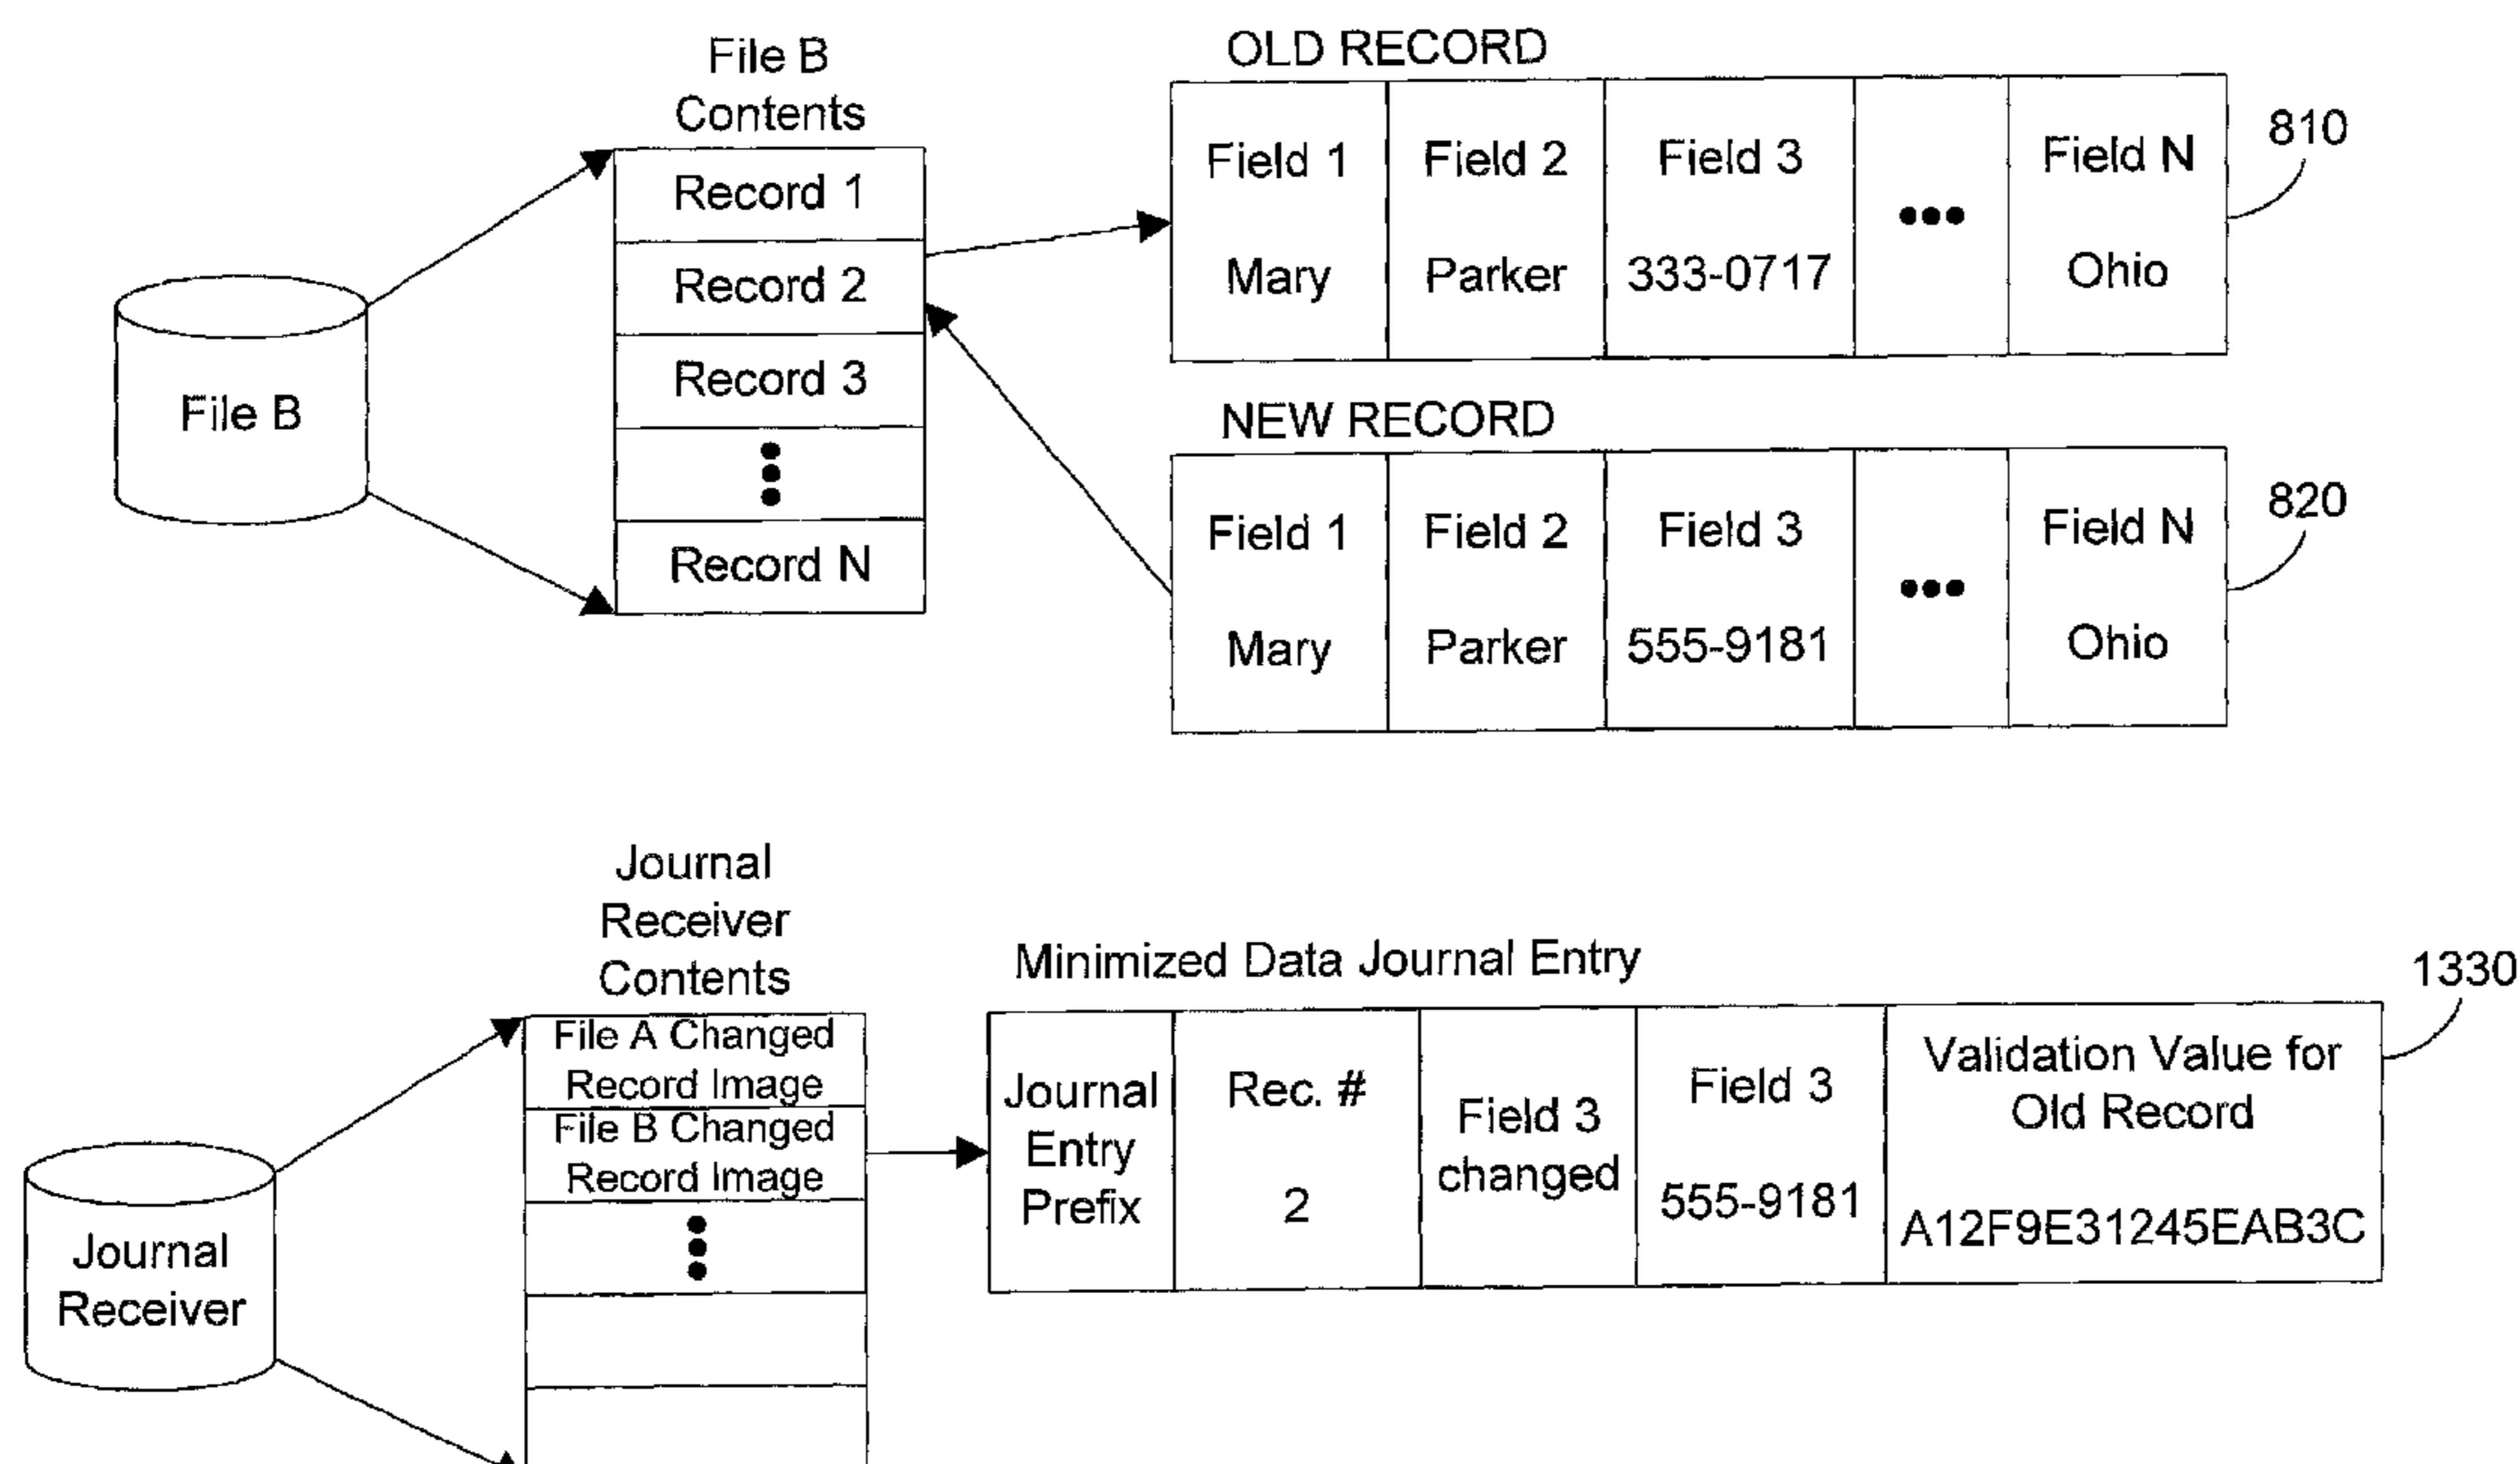 File B
Contents
Record 1
Record 2
Record 3
Record N
File B
OLD RECORD
Field 1
Field 2
Field 3
Field N
Mary
Parker
333-0717
Ohio
810
NEW RECORD
Field 1
Field 2
Field 3
Field N
Mary
Parker
555-9181
Ohio
820
Journal
Receiver
Contents
File A Changed
Record Image
File B Changed
Record Image
Journal
Receiver
Minimized Data Journal Entry
Journal
Entry
Prefix
Rec. #
2
Field 3
changed
Field 3
555-9181
Validation Value for
Old Record
A12F9E31245EAB3C
1330